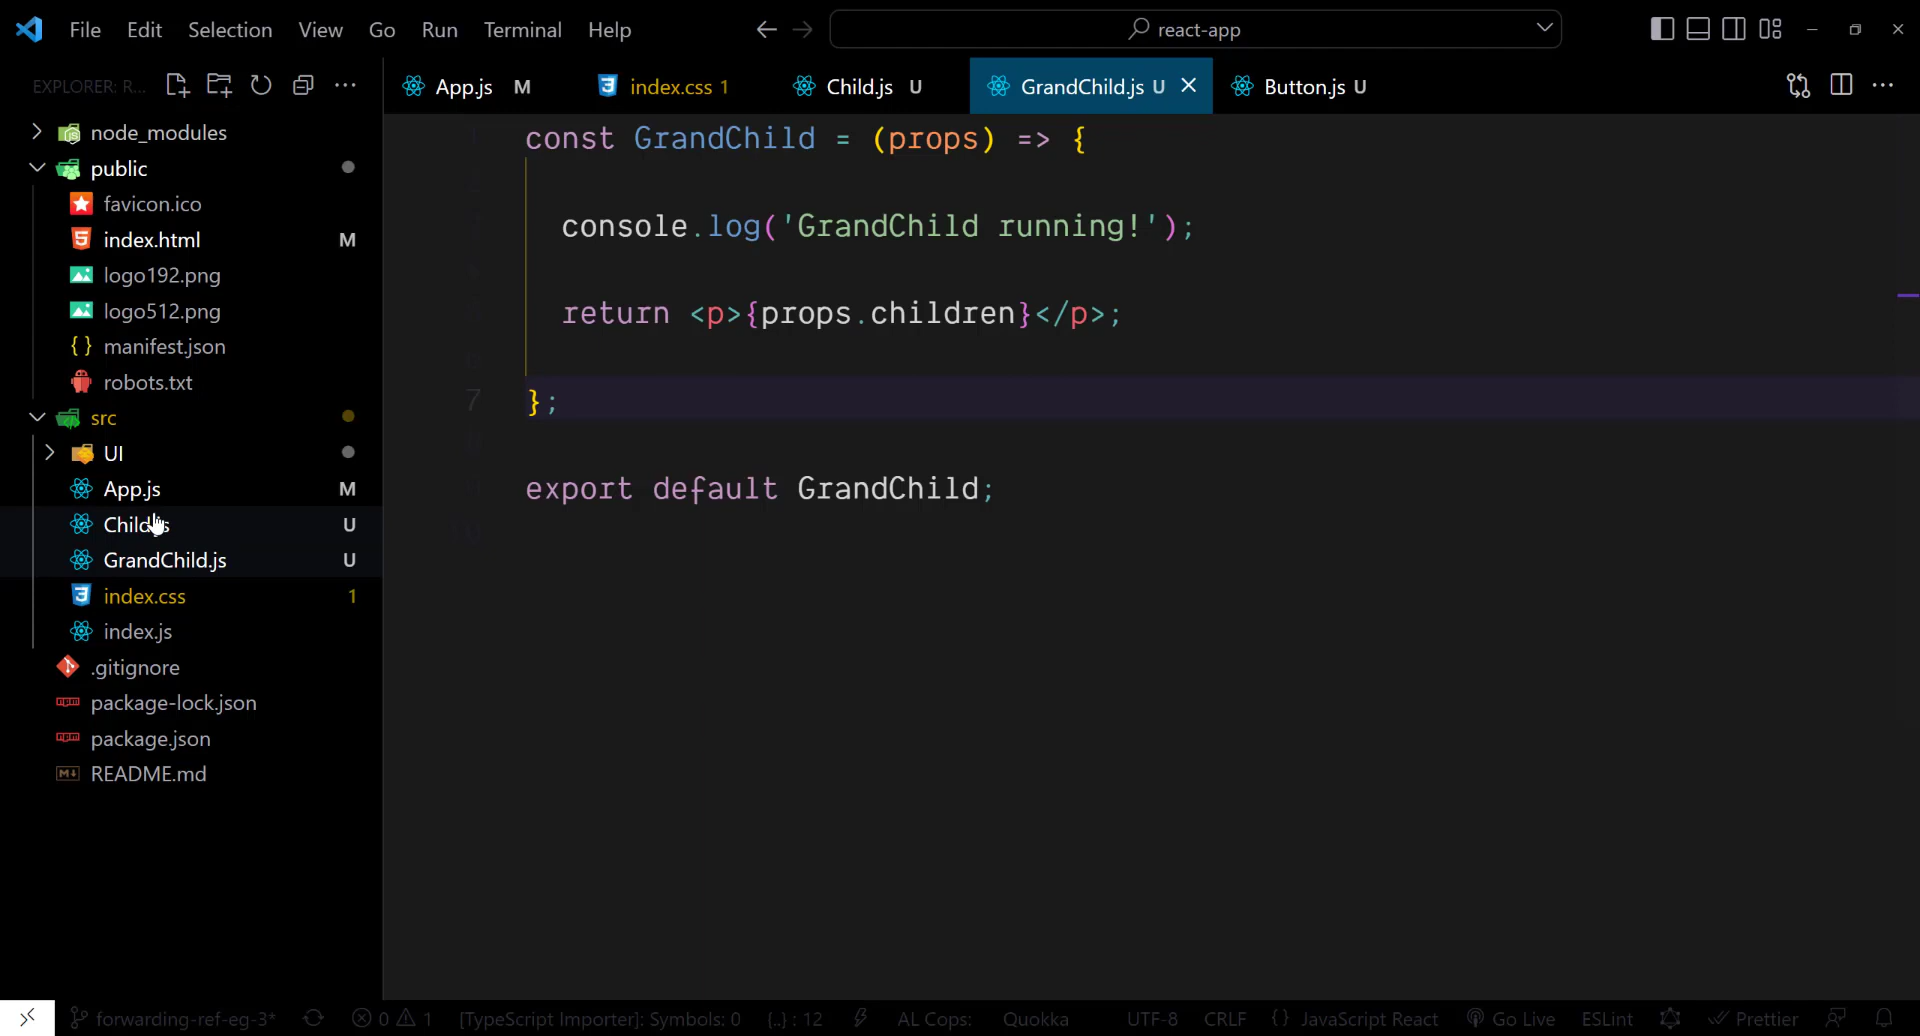 File Edit Selection View Go Run Terminal Help
react-app
EXPLORER: R...
App.js M
index.css 1
Child.js U
GrandChild.js U
Button.js U
node_modules
public
favicon.ico
index.html M
logo192.png
logo512.png
{ } manifest.json
robots.txt
src
UI
App.js M
Child.js U
GrandChild.js U
index.css 1
index.js
.gitignore
package-lock.json
package.json
README.md
const GrandChild = (props) => {
console.log('GrandChild running!');
return <p>{props.children}</p>;
7 };
export default GrandChild;
10
forwarding-ref-eg-3* 0 1 [TypeScript Importer]: Symbols: 0 {..} : 12 AL Cops: Quokka UTF-8 CRLF { } JavaScript React Go Live ESLint Prettier